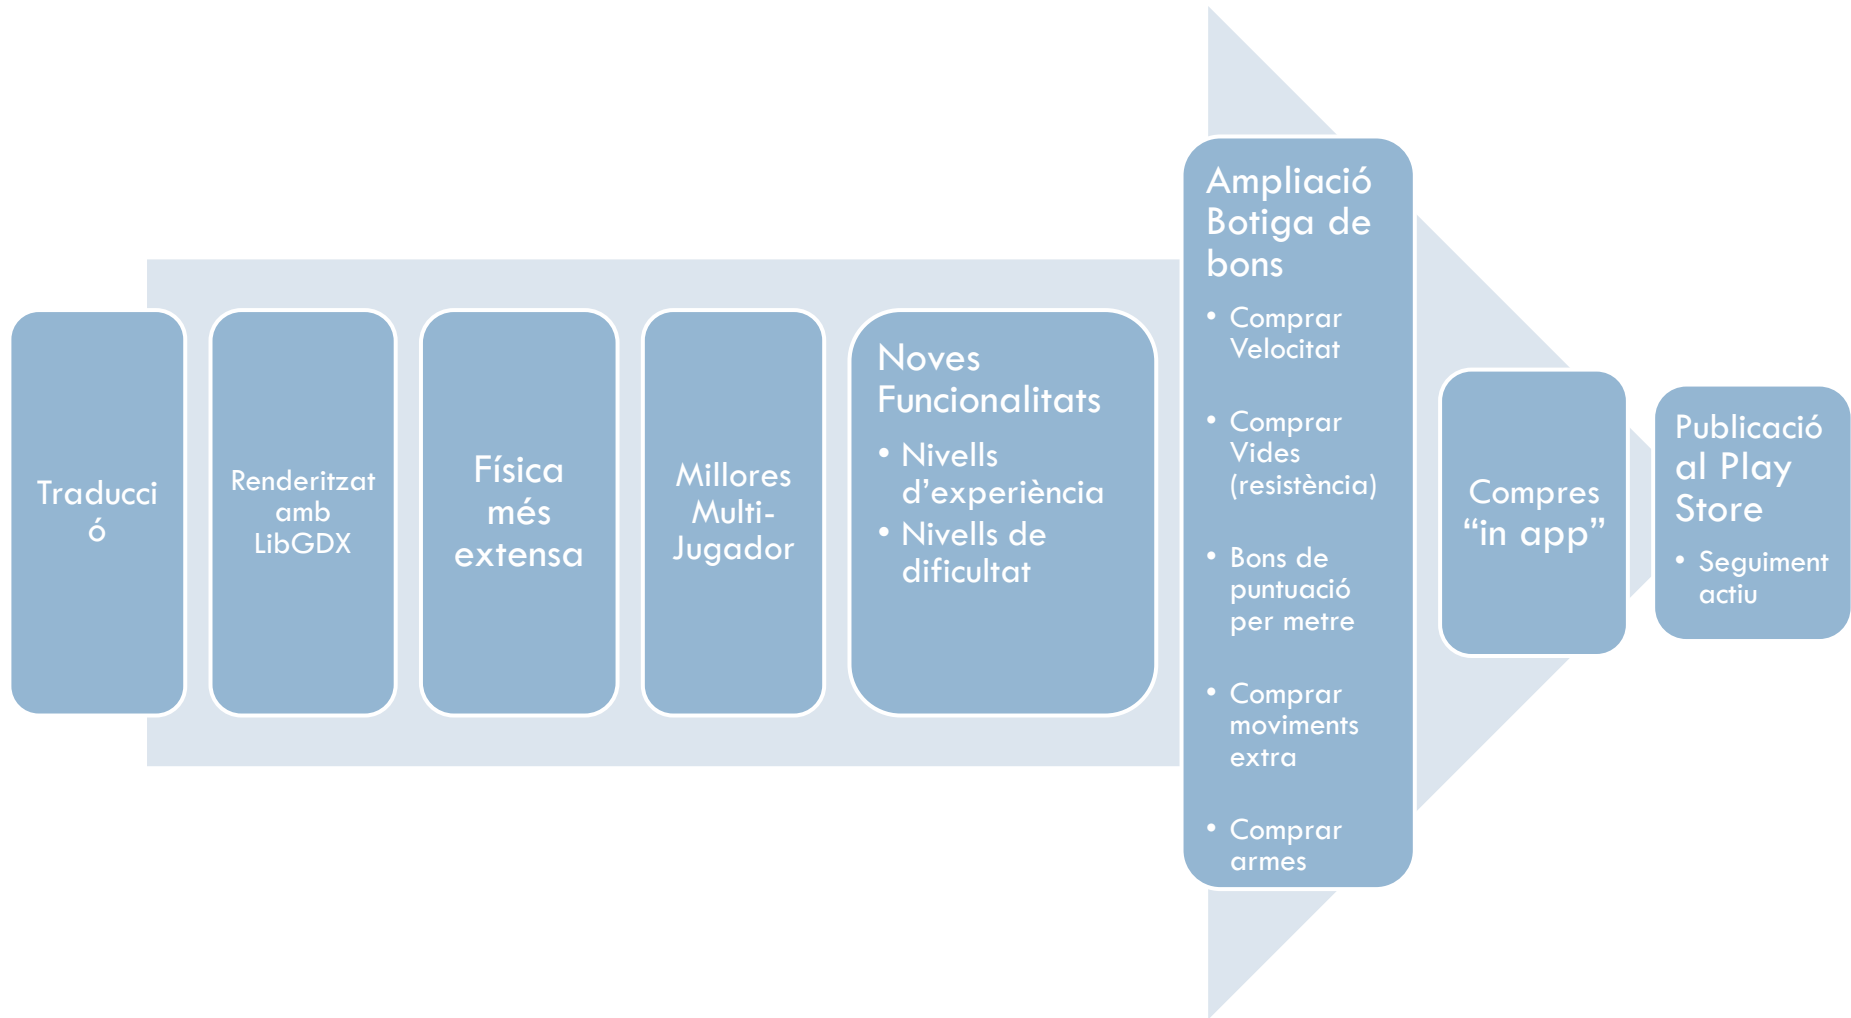 Traducci
ó
Renderitzat
amb
LibGDX
Física
més
extensa
Millores
Multi-
Jugador
Noves
Funcionalitats
• Nivells
d’experiència
• Nivells de
dificultat
Ampliació
Botiga de
bons
• Comprar
Velocitat
• Comprar
Vides
(resistència)
• Bons de
puntuació
per metre
• Comprar
moviments
extra
• Comprar
armes
Compres
“in app”
Publicació
al Play
Store
• Seguiment
actiu